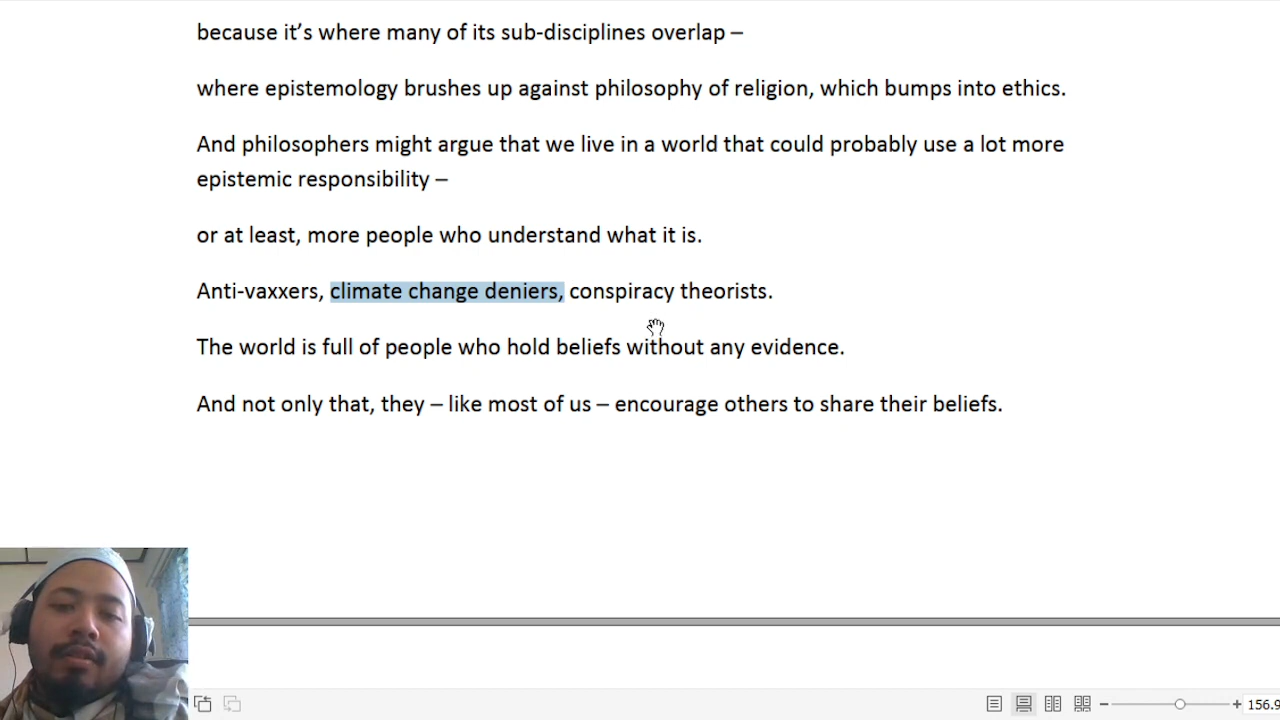 because it’s where many of its sub-disciplines overlap –
where epistemology brushes up against philosophy of religion, which bumps into ethics.
And philosophers might argue that we live in a world that could probably use a lot more
epistemic responsibility –
or at least, more people who understand what it is.
Anti-vaxxers, climate change deniers, conspiracy theorists.
The world is full of people who hold beliefs without any evidence.
And not only that, they – like most of us – encourage others to share their beliefs.
156.9